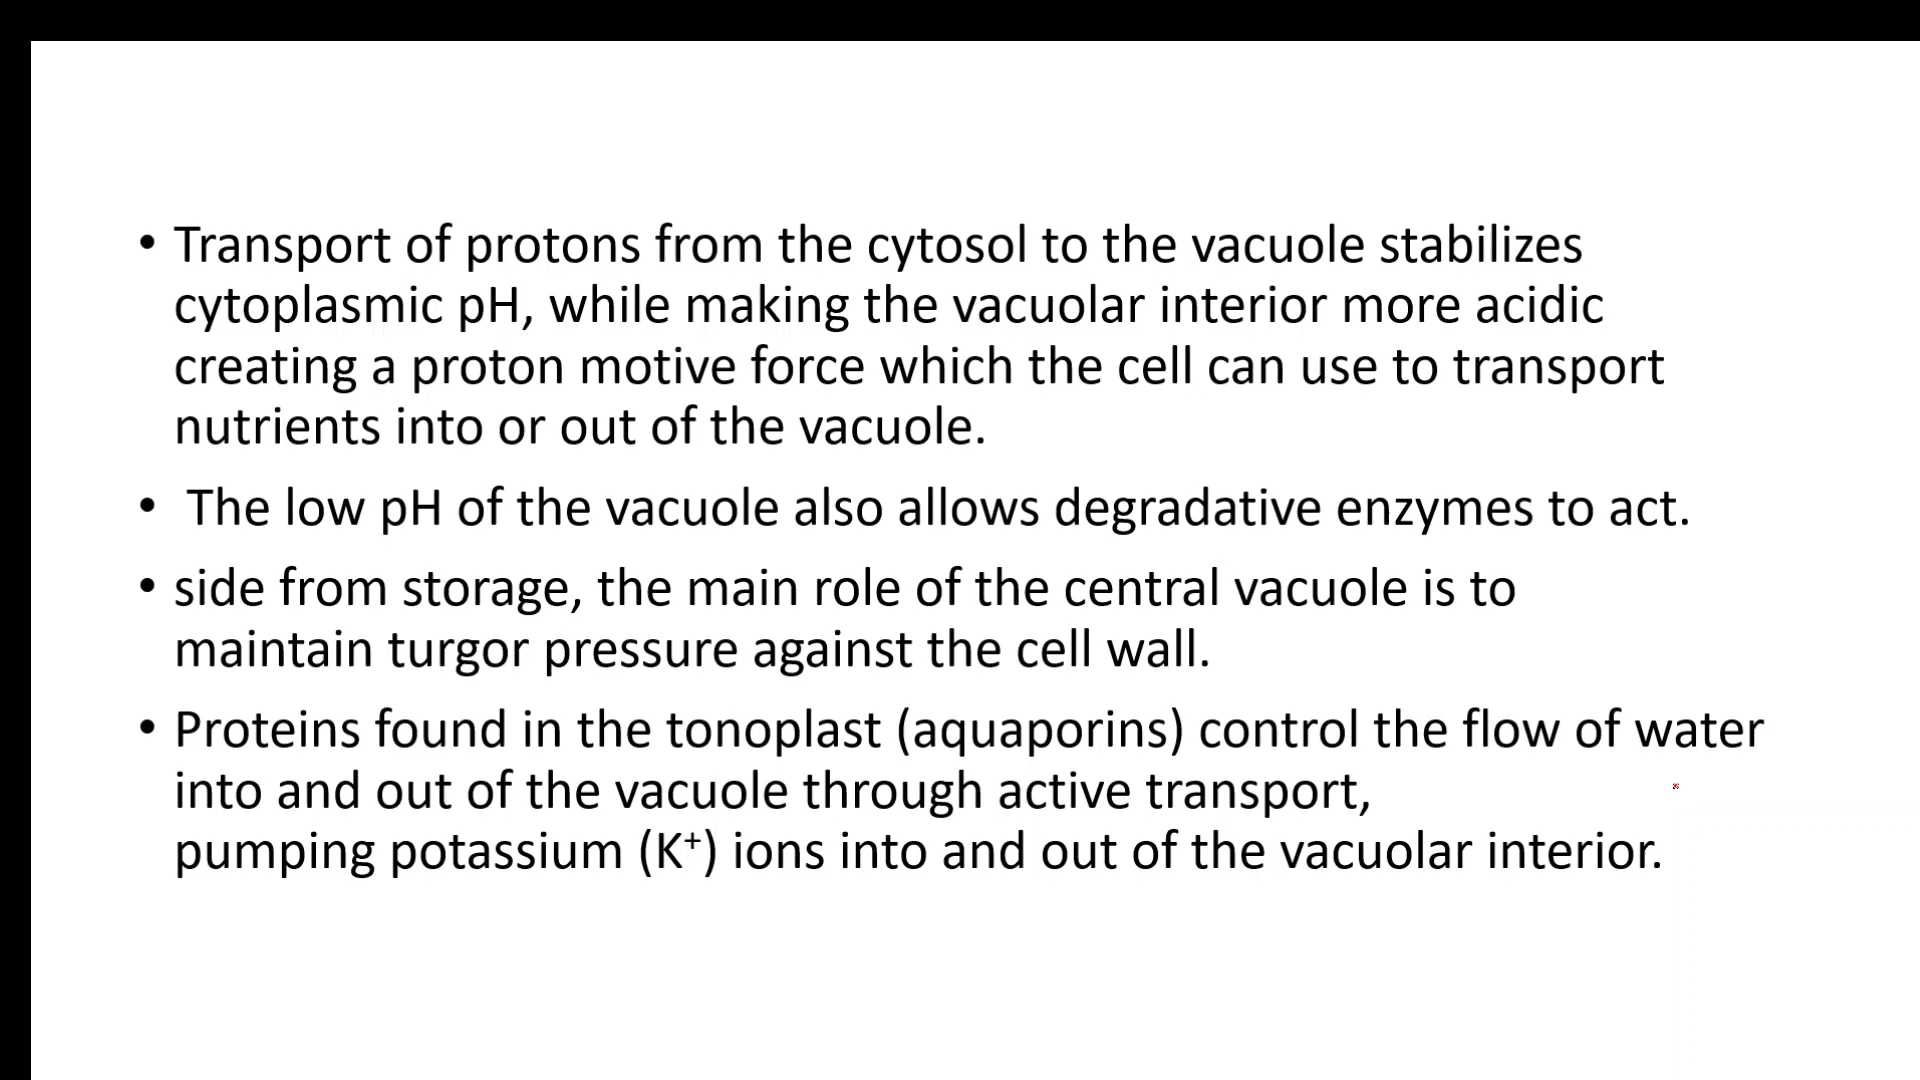 • Transport of protons from the cytosol to the vacuole stabilizes
cytoplasmic pH, while making the vacuolar interior more acidic
creating a proton motive force which the cell can use to transport
nutrients into or out of the vacuole.
• The low pH of the vacuole also allows degradative enzymes to act.
• side from storage, the main role of the central vacuole is to
maintain turgor pressure against the cell wall.
• Proteins found in the tonoplast (aquaporins) control the flow of water
into and out of the vacuole through active transport,
pumping potassium (K⁺) ions into and out of the vacuolar interior.